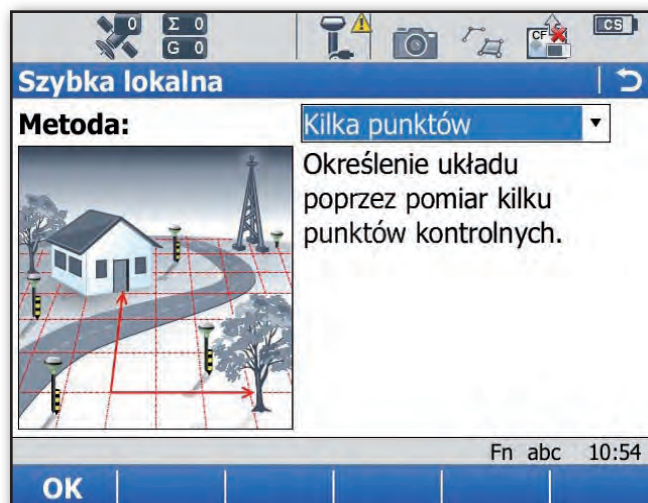 0 Σ 0
G 0
CF
CS
Szybka lokalna
Metoda: Kilka punktów
Określenie układu
poprzez pomiar kilku
punktów kontrolnych.
Fn abc 10:54
OK